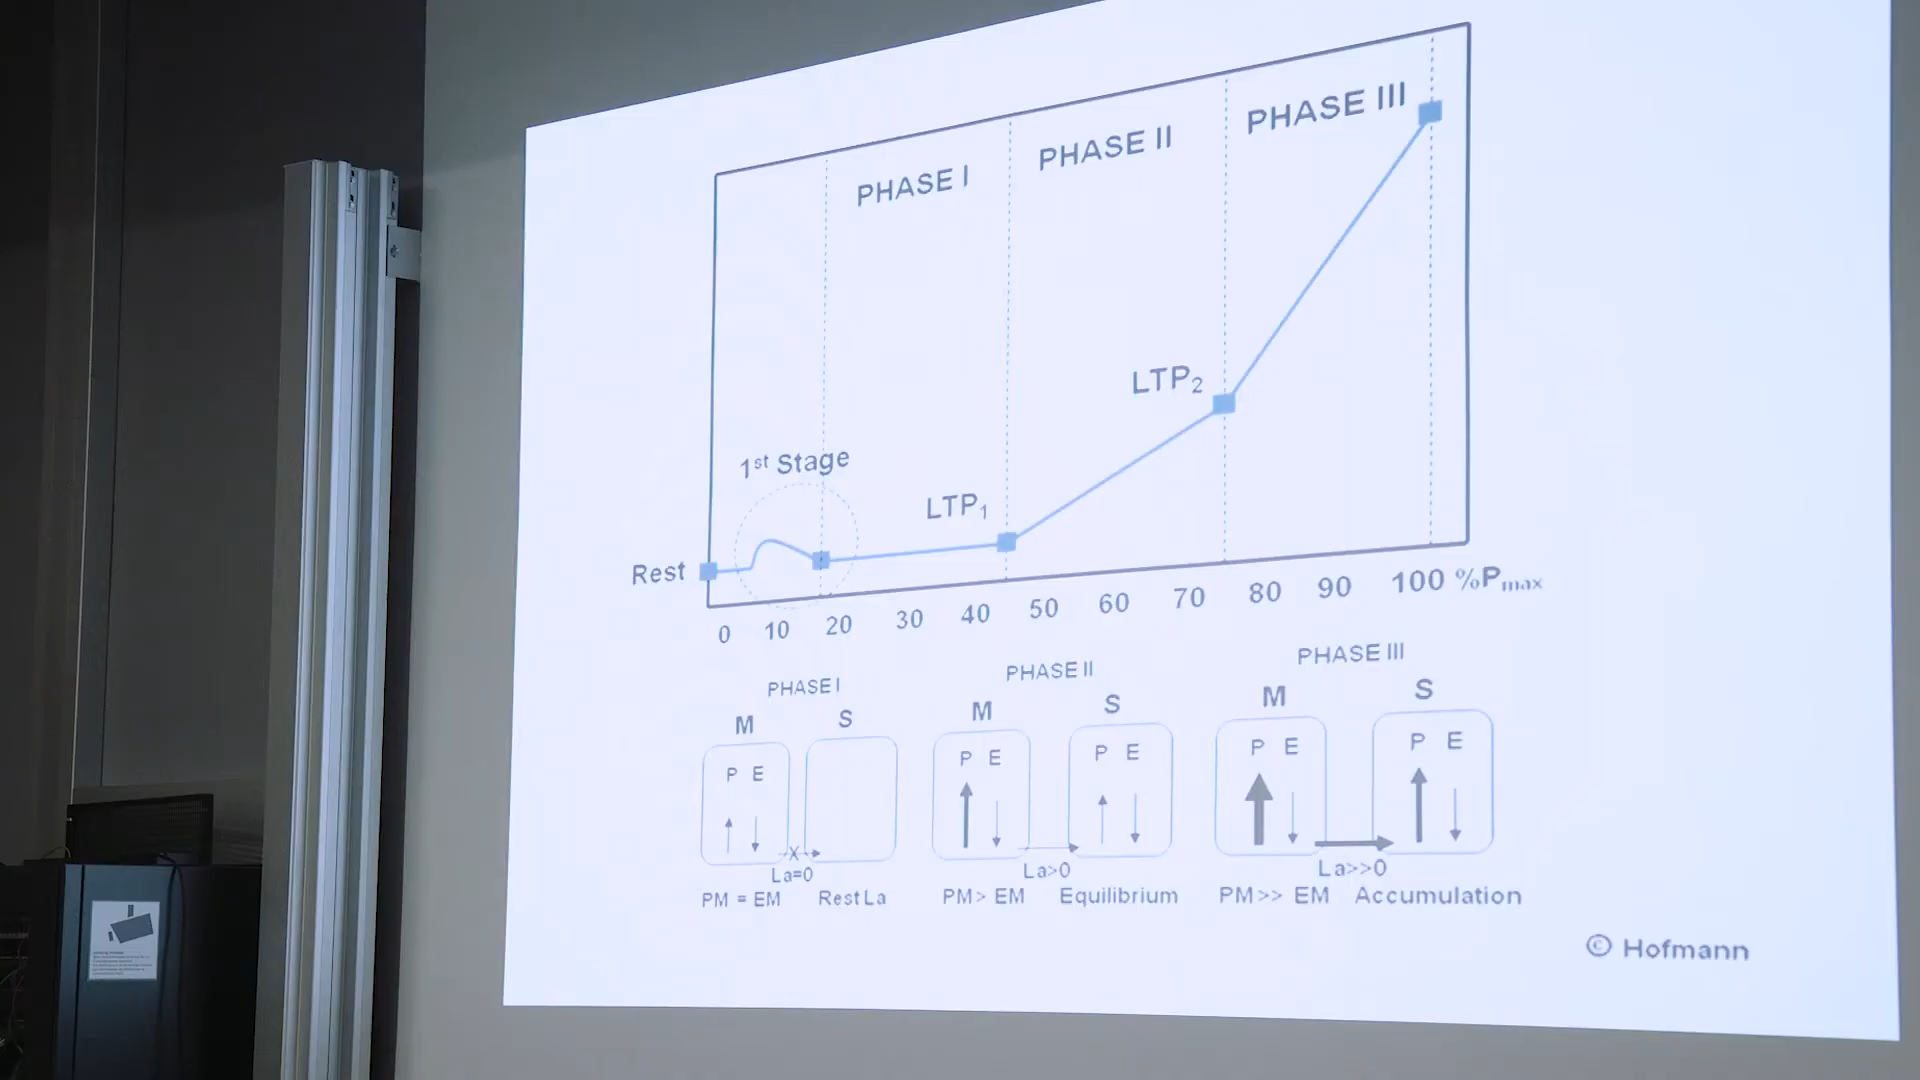 PHASE I
PHASE II
PHASE III
LTP₂
1st Stage
LTP₁
Rest
0 10 20 30 40 50 60 70 80 90 100 %Pmax
PHASE I
PHASE II
PHASE III
M S M S M S
P E P E P E P E P E
X
La=0
La>0
La>>0
PM = EM Rest La PM> EM Equilibrium PM>> EM Accumulation
© Hofmann